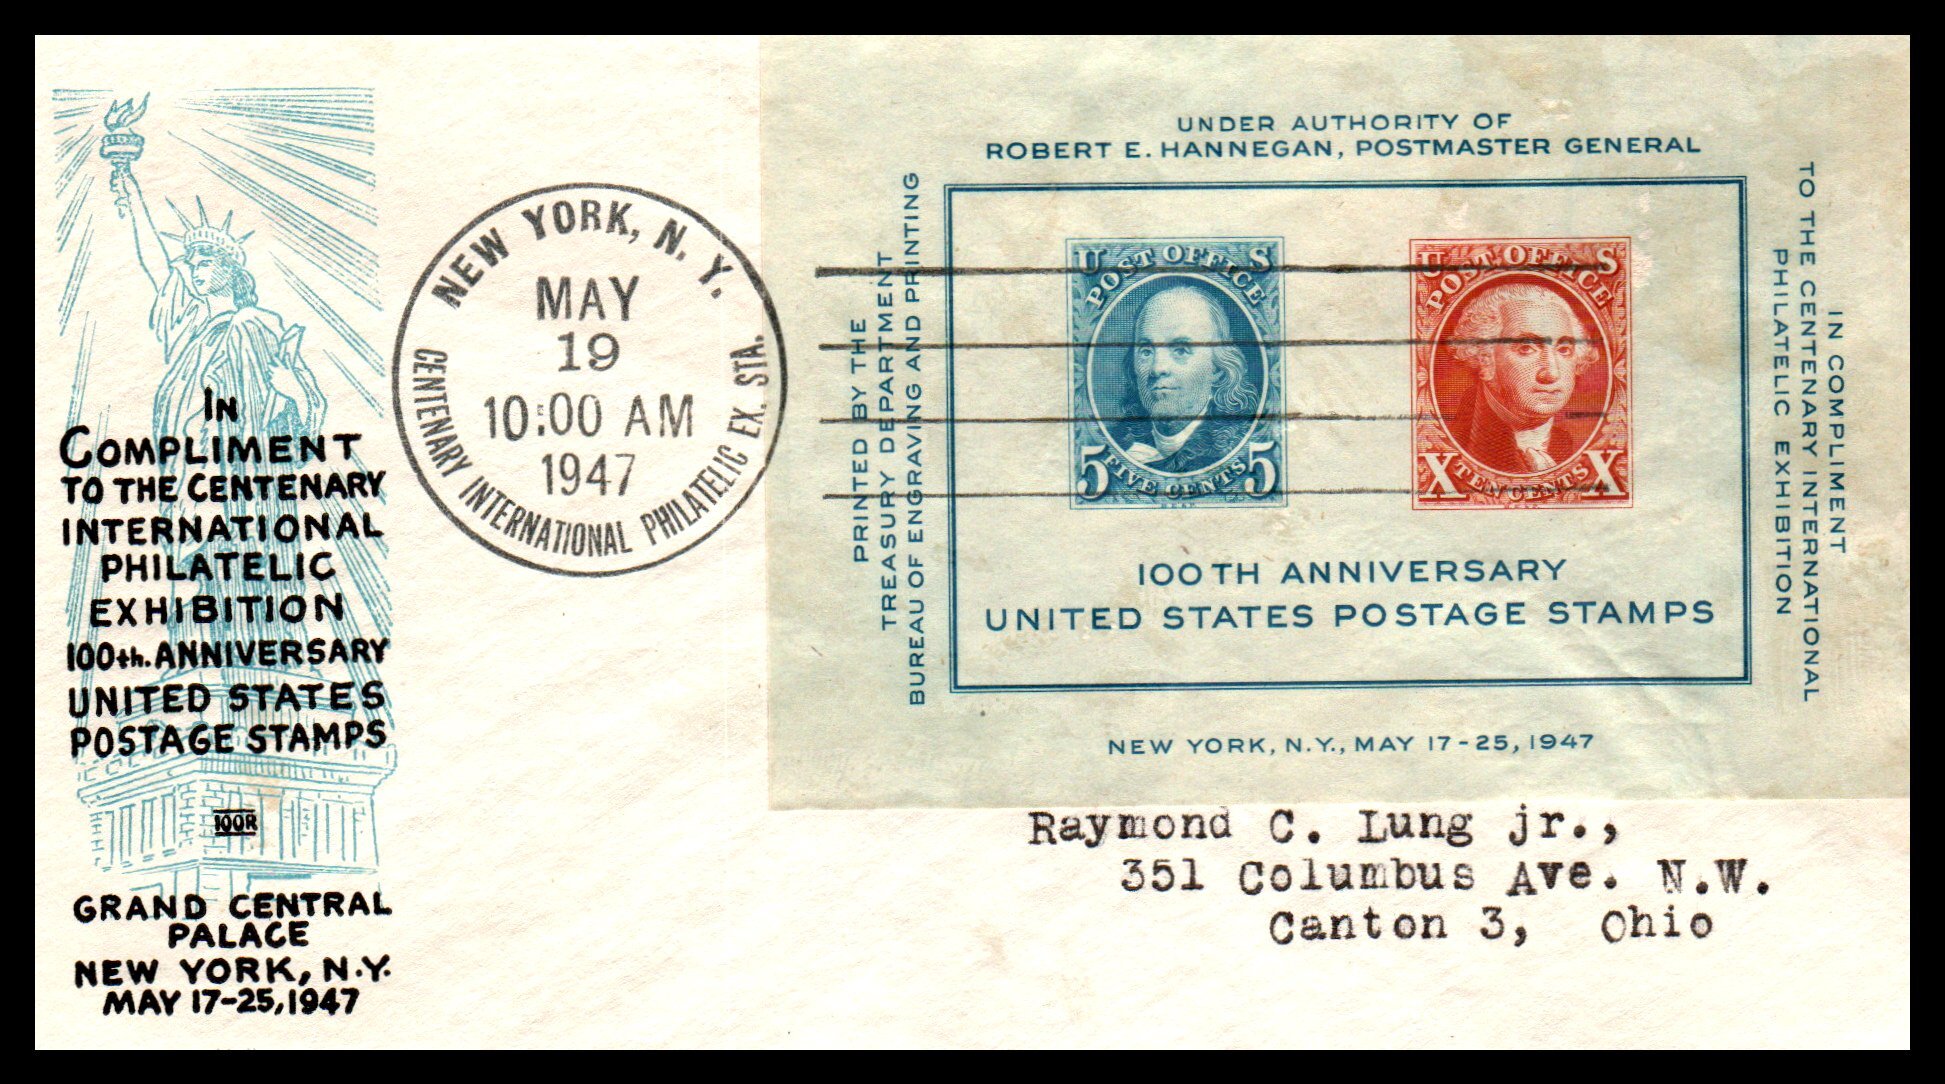 IN
COMPLIMENT
TO THE CENTENARY
INTERNATIONAL
PHILATELIC
EXHIBITION
100th. ANNIVERSARY
UNITED STATES
POSTAGE STAMPS
IOOR
GRAND CENTRAL
PALACE
NEW YORK, N.Y.
MAY 17-25, 1947
NEW YORK, N. Y.
MAY
19
10:00 AM
1947
CENTENARY INTERNATIONAL PHILATELIC EX. STA.
UNDER AUTHORITY OF
ROBERT E. HANNEGAN, POSTMASTER GENERAL
PRINTED BY THE
TREASURY DEPARTMENT
BUREAU OF ENGRAVING AND PRINTING
U S
POST OFFICE
5 FIVE CENTS 5
U S
POST OFFICE
X TEN CENTS X
100TH ANNIVERSARY
UNITED STATES POSTAGE STAMPS
IN COMPLIMENT
TO THE CENTENARY INTERNATIONAL
PHILATELIC EXHIBITION
NEW YORK, N.Y., MAY 17-25, 1947
Raymond C. Lung jr.,
351 Columbus Ave. N.W.
Canton 3, Ohio